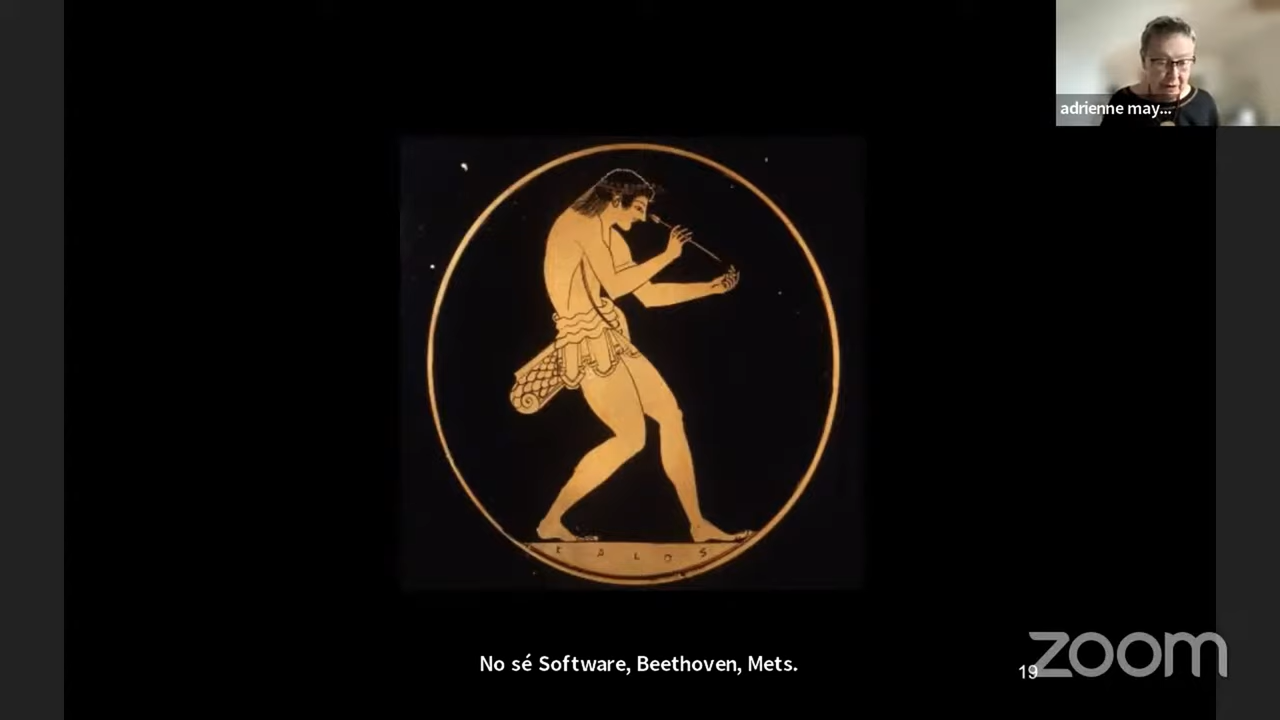 adrienne may...
KALOS
No sé Software, Beethoven, Mets.
19
zoom